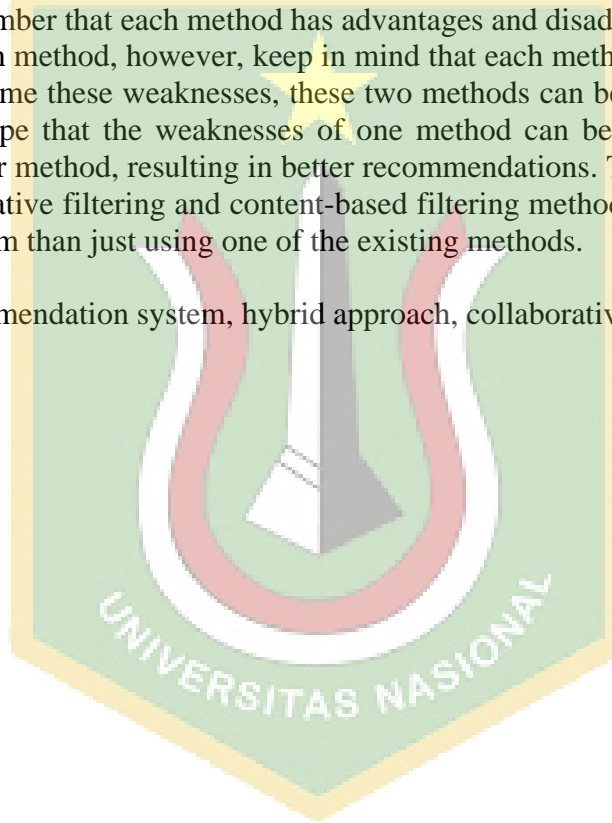 mber that each method has advantages and disad
n method, however, keep in mind that each meth
me these weaknesses, these two methods can be
pe that the weaknesses of one method can be
r method, resulting in better recommendations. T
ative filtering and content-based filtering metho
m than just using one of the existing methods.
mendation system, hybrid approach, collaborativ
UNIVERSITAS NASIONAL